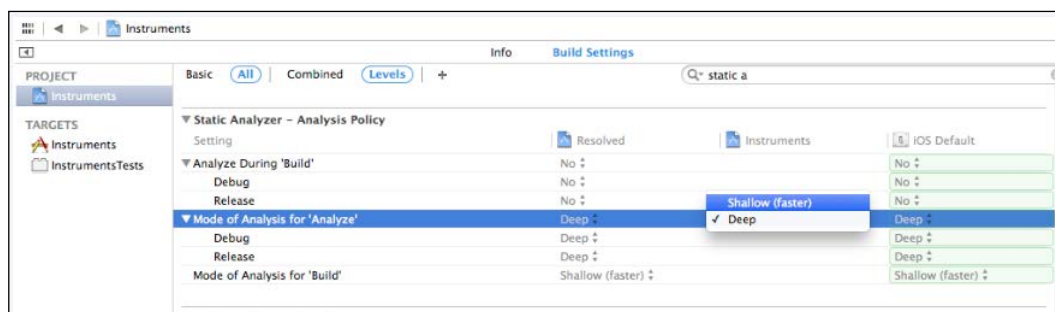 Instruments
Info Build Settings
PROJECT
Instruments
TARGETS
Instruments
InstrumentsTests
Basic All Combined Levels + static a
Static Analyzer – Analysis Policy
Setting Resolved Instruments iOS Default
Analyze During 'Build' No No
Debug No No
Release No No
Mode of Analysis for 'Analyze' Deep Deep
Shallow (faster)
✓ Deep
Debug Deep Deep
Release Deep Deep
Mode of Analysis for 'Build' Shallow (faster) Shallow (faster)